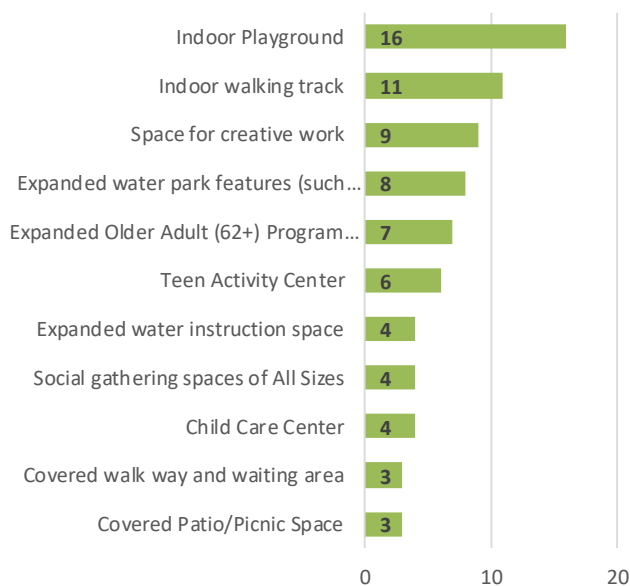 Indoor Playground 16
Indoor walking track 11
Space for creative work 9
Expanded water park features (such... 8
Expanded Older Adult (62+) Program... 7
Teen Activity Center 6
Expanded water instruction space 4
Social gathering spaces of All Sizes 4
Child Care Center 4
Covered walk way and waiting area 3
Covered Patio/Picnic Space 3
0 10 20